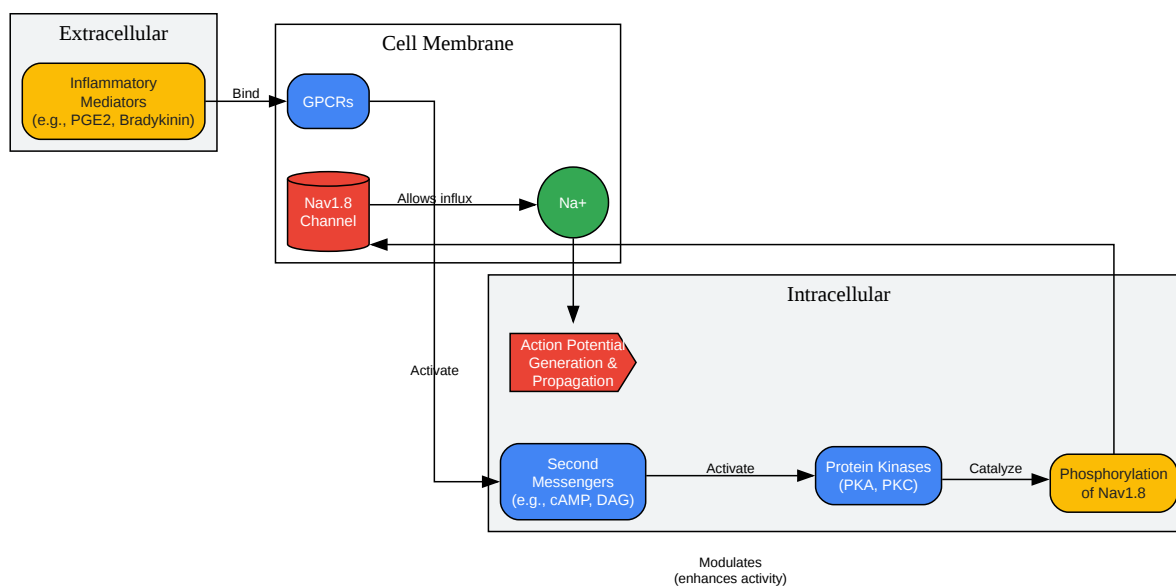 Extracellular
Inflammatory
Mediators
(e.g., PGE2, Bradykinin)
Bind
Cell Membrane
GPCRs
Nav1.8
Channel
Allows influx
Na+
Activate
Intracellular
Action Potential
Generation &
Propagation
Second
Messengers
(e.g., cAMP, DAG)
Activate
Protein Kinases
(PKA, PKC)
Catalyze
Phosphorylation
of Nav1.8
Modulates
(enhances activity)